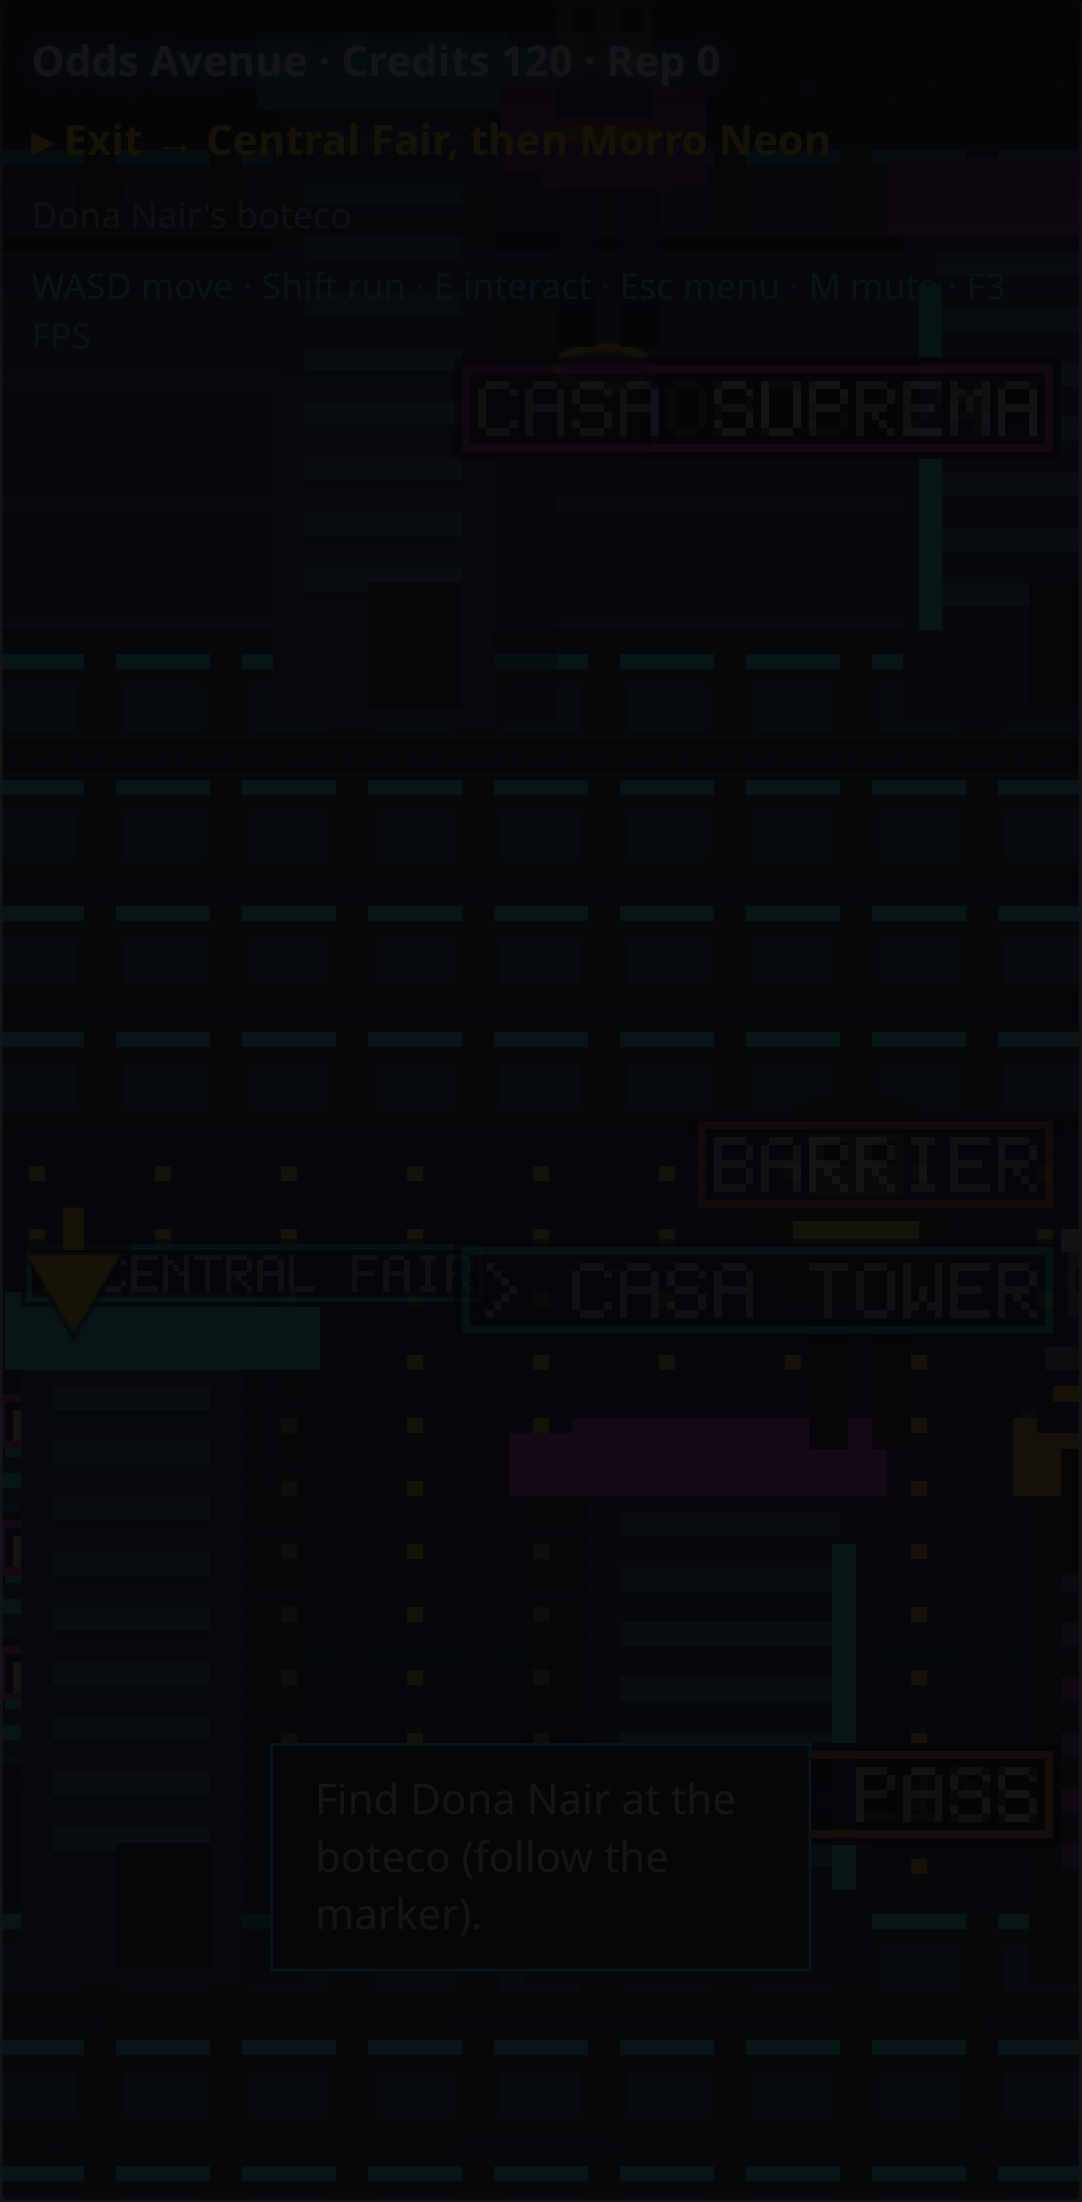 Odds Avenue · Credits 120 · Rep 0
▸ Exit → Central Fair, then Morro Neon
Dona Nair's boteco
WASD move · Shift run · E interact · Esc menu · M mute · F3
FPS
CASA SUPREMA
BARRIER
CENTRAL FAIR
> CASA TOWER
Find Dona Nair at the
boteco (follow the
marker).
PASS